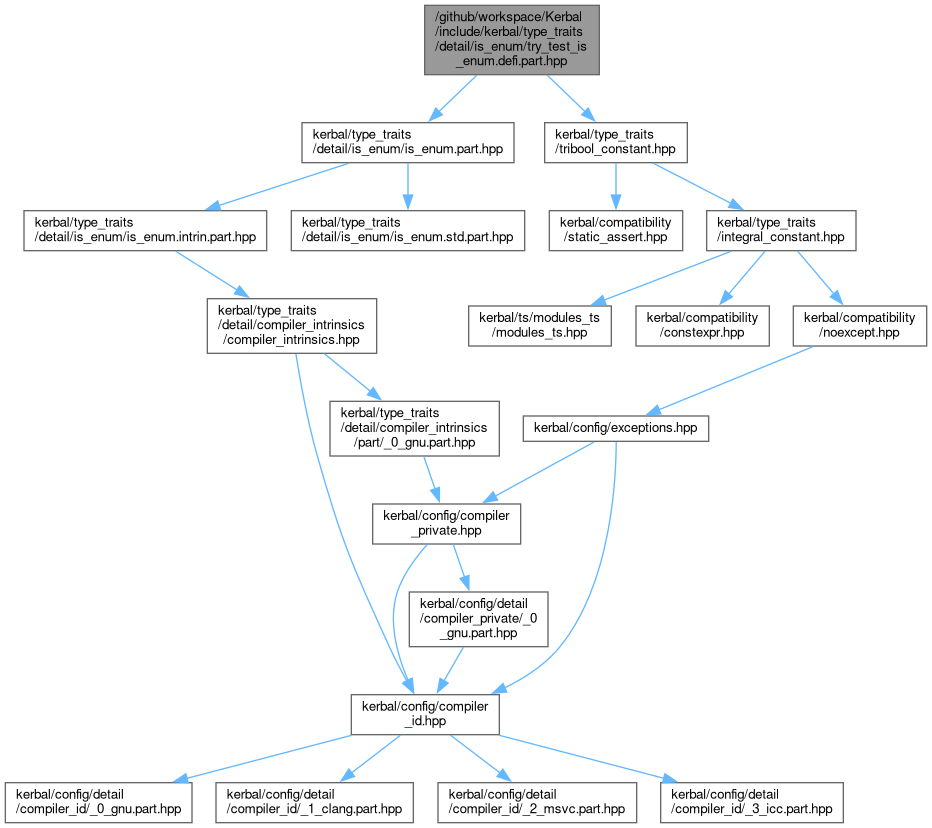 /github/workspace/Kerbal
/include/kerbal/type_traits
/detail/is_enum/try_test_is
_enum.defi.part.hpp
kerbal/type_traits
/detail/is_enum/is_enum.part.hpp
kerbal/type_traits
/tribool_constant.hpp
kerbal/type_traits
/detail/is_enum/is_enum.intrin.part.hpp
kerbal/type_traits
/detail/is_enum/is_enum.std.part.hpp
kerbal/compatibility
/static_assert.hpp
kerbal/type_traits
/integral_constant.hpp
kerbal/type_traits
/detail/compiler_intrinsics
/compiler_intrinsics.hpp
kerbal/ts/modules_ts
/modules_ts.hpp
kerbal/compatibility
/constexpr.hpp
kerbal/compatibility
/noexcept.hpp
kerbal/type_traits
/detail/compiler_intrinsics
/part/_0_gnu.part.hpp
kerbal/config/exceptions.hpp
kerbal/config/compiler
_private.hpp
kerbal/config/detail
/compiler_private/_0
_gnu.part.hpp
kerbal/config/compiler
_id.hpp
kerbal/config/detail
/compiler_id/_0_gnu.part.hpp
kerbal/config/detail
/compiler_id/_1_clang.part.hpp
kerbal/config/detail
/compiler_id/_2_msvc.part.hpp
kerbal/config/detail
/compiler_id/_3_icc.part.hpp